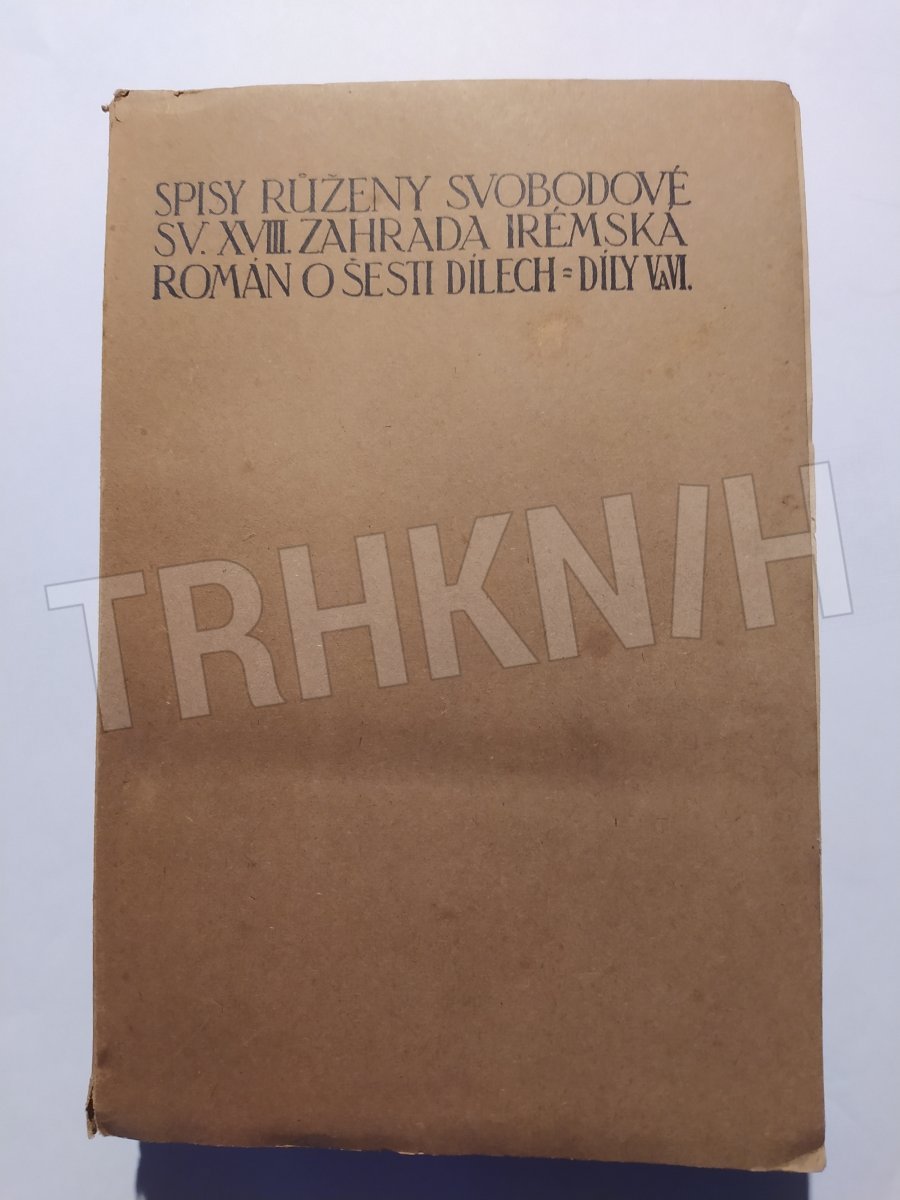 SPISY RŮŽENY SVOBODOVÉ
SV. XVIII. ZAHRADA IRÉMSKÁ
ROMÁN O ŠESTI DÍLECH = DÍLY V. A VI.
TRHKNIH